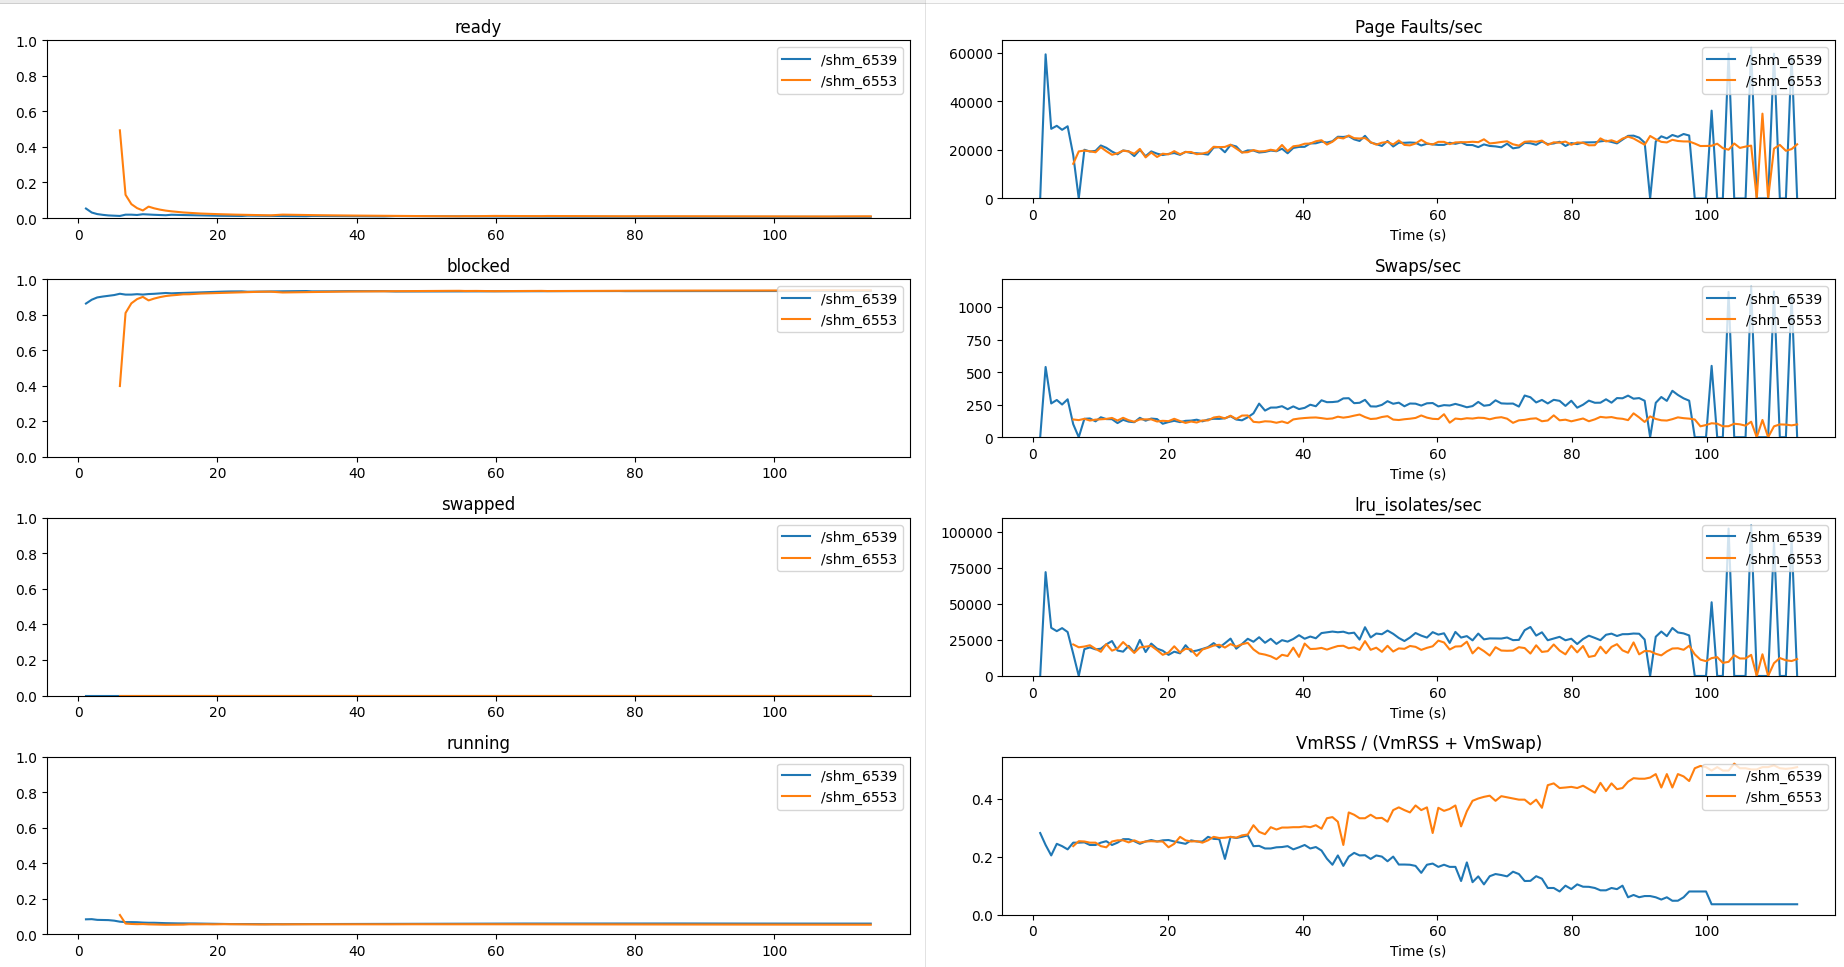 ready
1.0
0.8
0.6
0.4
0.2
0.0
/shm_6539
/shm_6553
0 20 40 60 80 100
blocked
1.0
0.8
0.6
0.4
0.2
0.0
/shm_6539
/shm_6553
0 20 40 60 80 100
swapped
1.0
0.8
0.6
0.4
0.2
0.0
/shm_6539
/shm_6553
0 20 40 60 80 100
running
1.0
0.8
0.6
0.4
0.2
0.0
/shm_6539
/shm_6553
0 20 40 60 80 100
Page Faults/sec
60000
40000
20000
0
/shm_6539
/shm_6553
0 20 40 60 80 100
Time (s)
Swaps/sec
1000
750
500
250
0
/shm_6539
/shm_6553
0 20 40 60 80 100
Time (s)
lru_isolates/sec
100000
75000
50000
25000
0
/shm_6539
/shm_6553
0 20 40 60 80 100
Time (s)
VmRSS / (VmRSS + VmSwap)
0.4
0.2
0.0
/shm_6539
/shm_6553
0 20 40 60 80 100
Time (s)